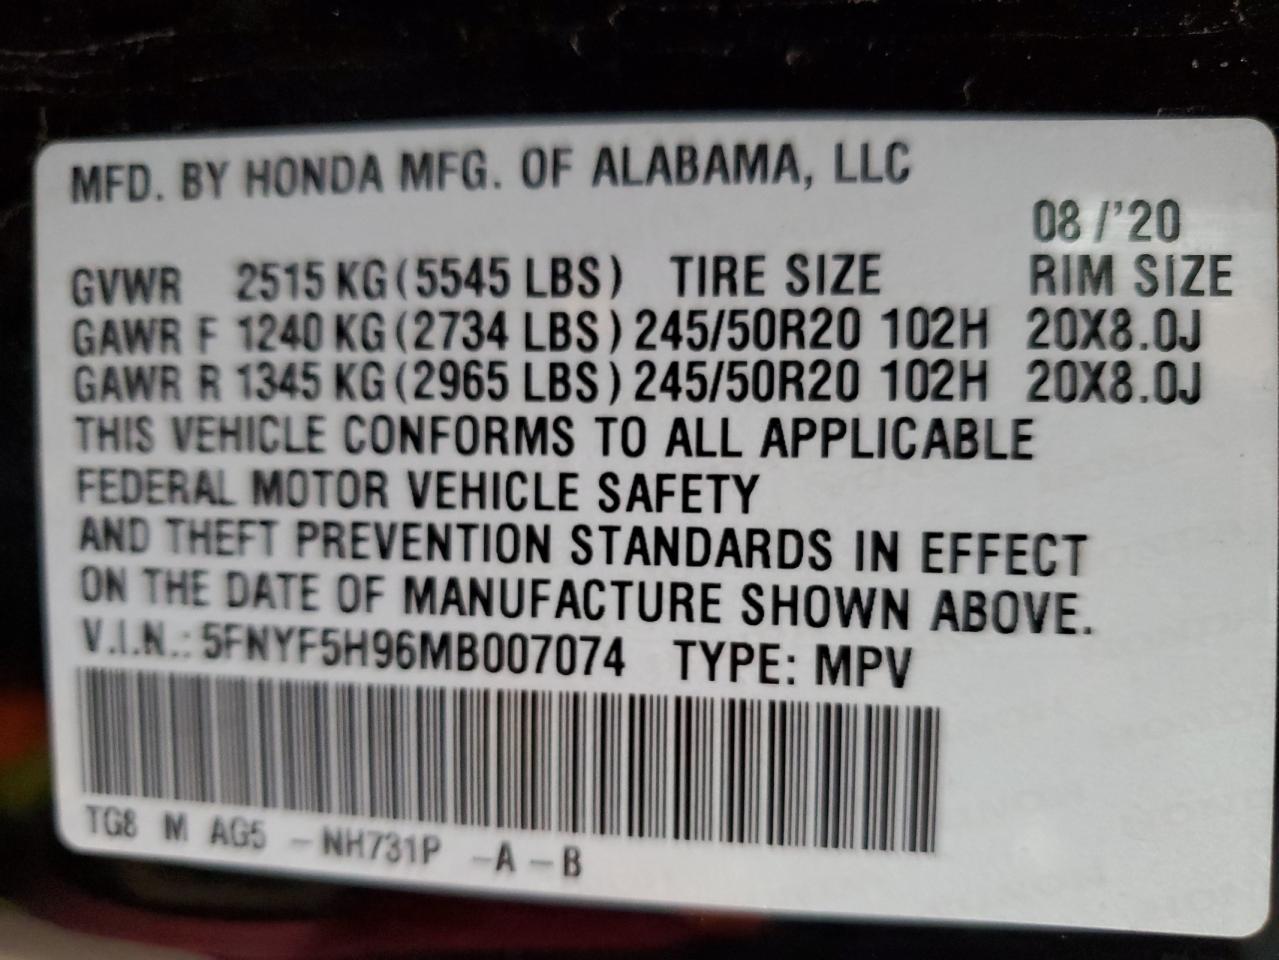 MFD. BY HONDA MFG. OF ALABAMA, LLC
08/'20
GVWR 2515 KG (5545 LBS) TIRE SIZE RIM SIZE
GAWR F 1240 KG (2734 LBS) 245/50R20 102H 20X8.0J
GAWR R 1345 KG (2965 LBS) 245/50R20 102H 20X8.0J
THIS VEHICLE CONFORMS TO ALL APPLICABLE
FEDERAL MOTOR VEHICLE SAFETY
AND THEFT PREVENTION STANDARDS IN EFFECT
ON THE DATE OF MANUFACTURE SHOWN ABOVE.
V.I.N.: 5FNYF5H96MB007074 TYPE: MPV
TG8 M AG5 - NH731P - A - B